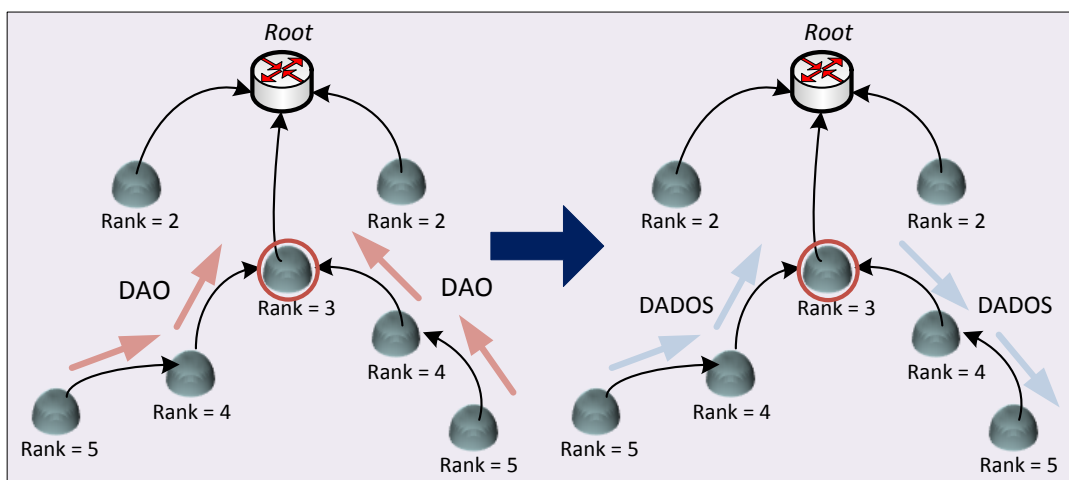 Root
Rank = 2
Rank = 2
DAO
DAO
Rank = 3
Rank = 4
Rank = 4
Rank = 5
Rank = 5
Root
Rank = 2
Rank = 2
DADOS
DADOS
Rank = 3
Rank = 4
Rank = 4
Rank = 5
Rank = 5